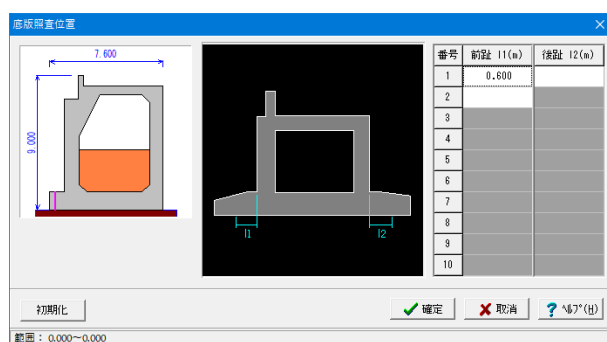 底版照査位置
7.600
9.000
l1
l2
番号 前趾 l1(m) 後趾 l2(m)
1 0.600
2
3
4
5
6
7
8
9
10
初期化
確定
取消
? ﾍﾙﾌﾟ(H)
範囲： 0.000～0.000